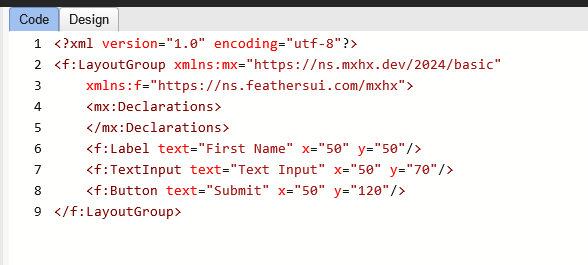 Code Design
1 <?xml version="1.0" encoding="utf-8"?>
2 <f:LayoutGroup xmlns:mx="https://ns.mxhx.dev/2024/basic"
3 xmlns:f="https://ns.feathersui.com/mxhx">
4 <mx:Declarations>
5 </mx:Declarations>
6 <f:Label text="First Name" x="50" y="50"/>
7 <f:TextInput text="Text Input" x="50" y="70"/>
8 <f:Button text="Submit" x="50" y="120"/>
9 </f:LayoutGroup>